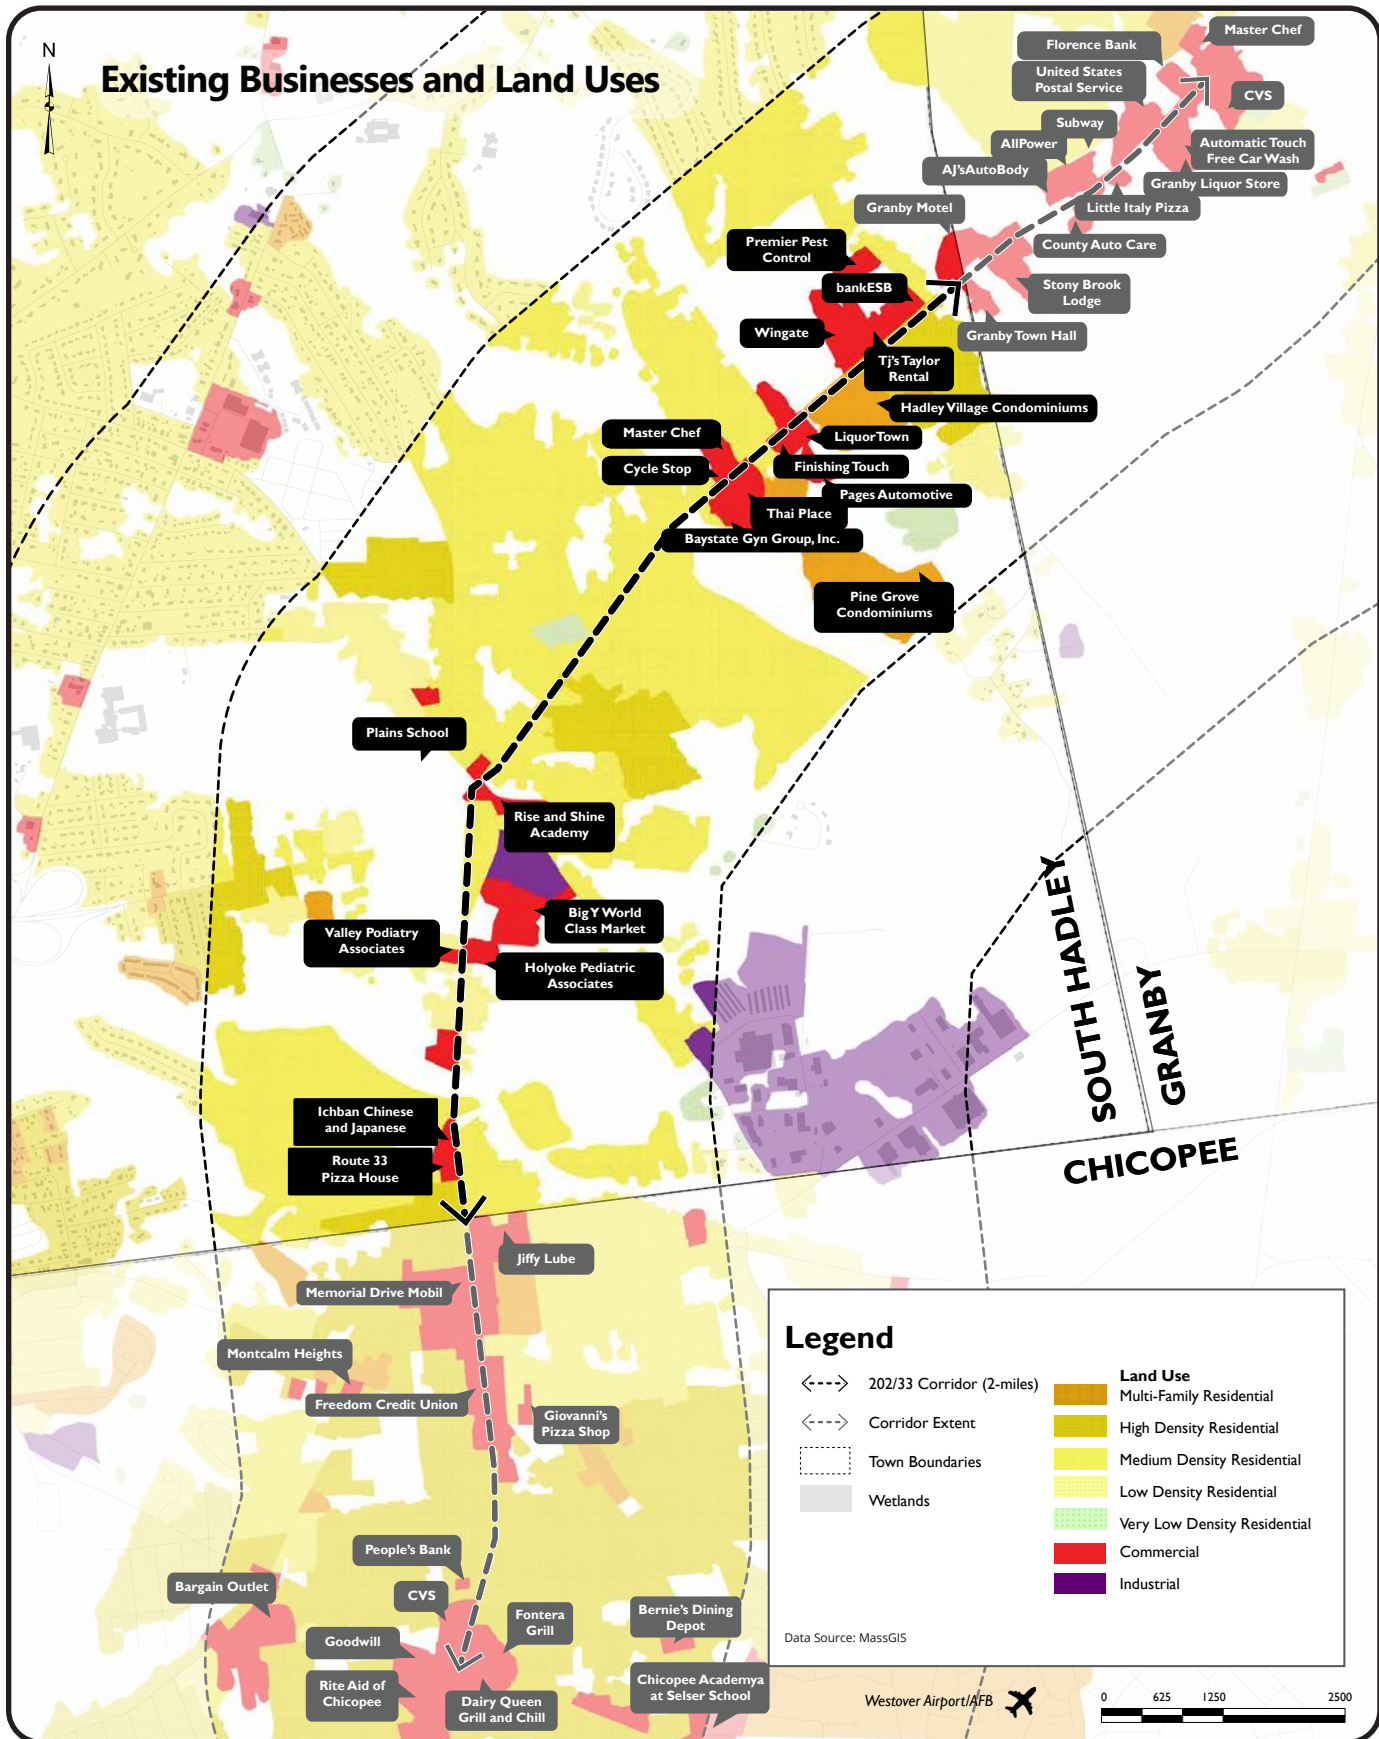 N
Existing Businesses and Land Uses
Master Chef
Florence Bank
United States
Postal Service
CVS
Subway
AllPower
Automatic Touch
Free Car Wash
AJ'sAutoBody
Granby Liquor Store
Granby Motel
Little Italy Pizza
County Auto Care
Premier Pest
Control
bankESB
Stony Brook
Lodge
Wingate
Granby Town Hall
Tj's Taylor
Rental
Hadley Village Condominiums
Master Chef
LiquorTown
Cycle Stop
Finishing Touch
Pages Automotive
Thai Place
Baystate Gyn Group, Inc.
Pine Grove
Condominiums
Plains School
Rise and Shine
Academy
Big Y World
Class Market
Valley Podiatry
Associates
Holyoke Pediatric
Associates
SOUTH HADLEY
GRANBY
CHICOPEE
Ichban Chinese
and Japanese
Route 33
Pizza House
Jiffy Lube
Memorial Drive Mobil
Montcalm Heights
Freedom Credit Union
Giovanni's
Pizza Shop
People's Bank
Bargain Outlet
CVS
Fontera
Grill
Bernie's Dining
Depot
Goodwill
Rite Aid of
Chicopee
Dairy Queen
Grill and Chill
Chicopee Academya
at Selser School
Legend
202/33 Corridor (2-miles)
Corridor Extent
Town Boundaries
Wetlands
Land Use
Multi-Family Residential
High Density Residential
Medium Density Residential
Low Density Residential
Very Low Density Residential
Commercial
Industrial
Data Source: MassGIS
Westover Airport/AFB
0 625 1250 2500